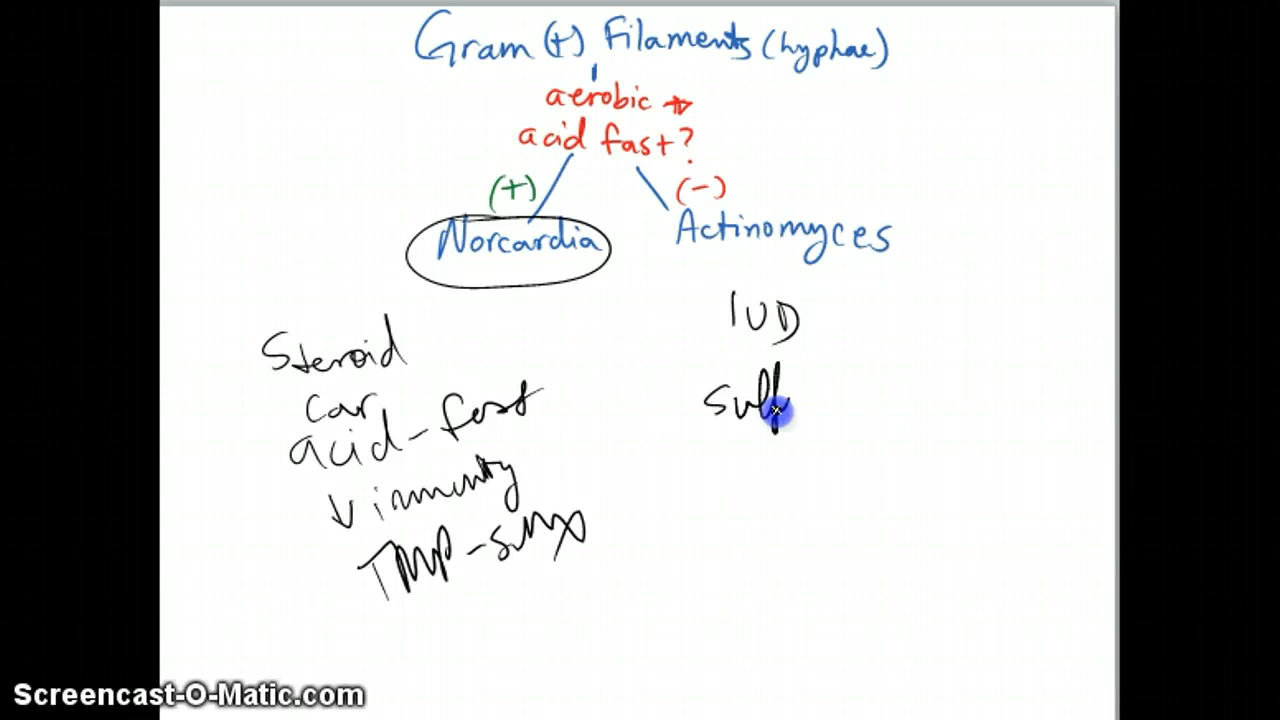 Gram (+) Filaments (hyphae)
aerobic →
acid fast?
(+)
(-)
Norcardia
Actinomyces
IUD
Steroid
car
sulf
acid-fast
↓ immunity
TMP-SMX
Screencast-O-Matic.com